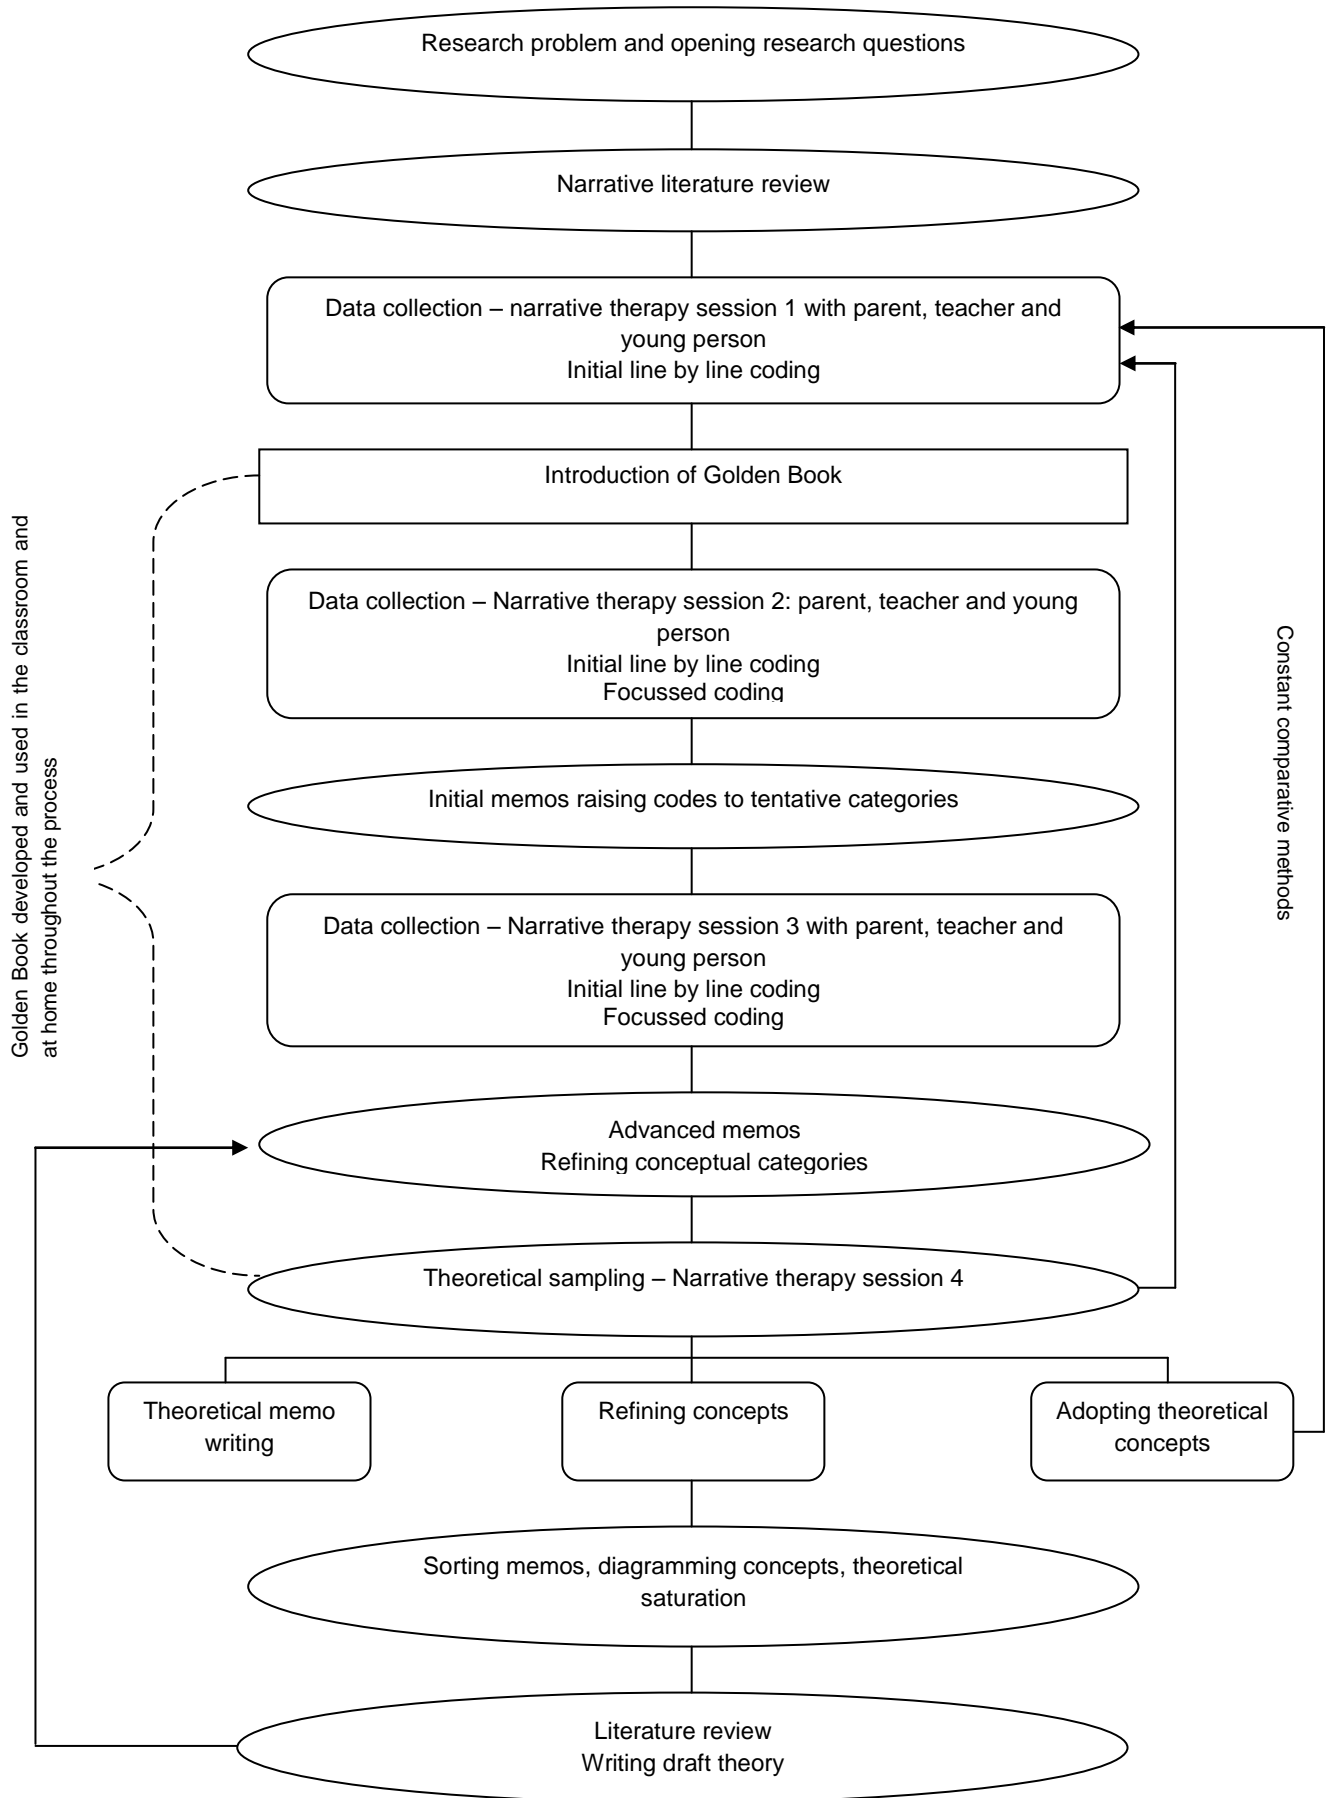 Research problem and opening research questions
Narrative literature review
Data collection – narrative therapy session 1 with parent, teacher and
young person
Initial line by line coding
Introduction of Golden Book
Data collection – Narrative therapy session 2: parent, teacher and young
person
Initial line by line coding
Focussed coding
Golden Book developed and used in the classroom and
at home throughout the process
Constant comparative methods
Initial memos raising codes to tentative categories
Data collection – Narrative therapy session 3 with parent, teacher and
young person
Initial line by line coding
Focussed coding
Advanced memos
Refining conceptual categories
Theoretical sampling – Narrative therapy session 4
Theoretical memo
writing
Refining concepts
Adopting theoretical
concepts
Sorting memos, diagramming concepts, theoretical
saturation
Literature review
Writing draft theory